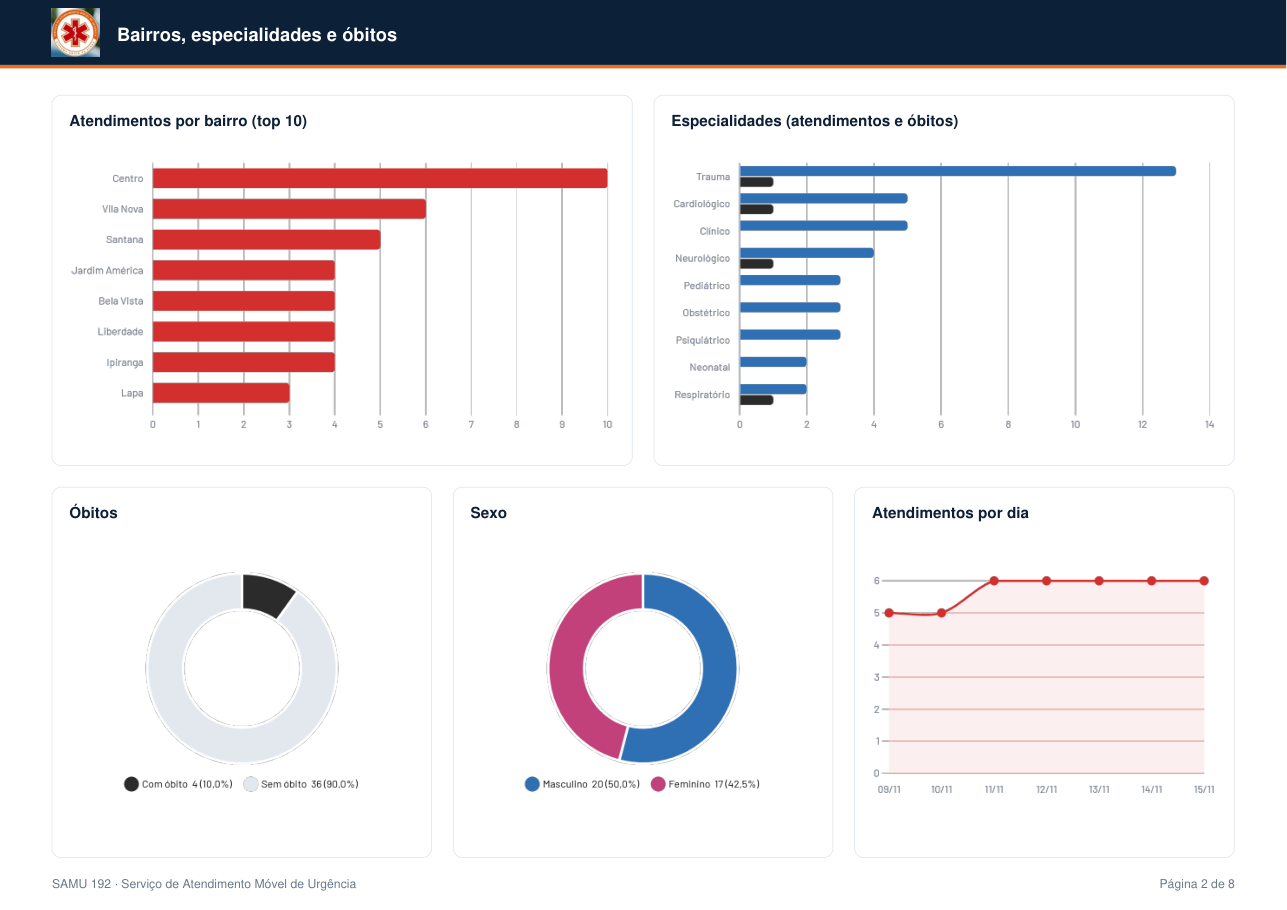 Bairros, especialidades e óbitos
Atendimentos por bairro (top 10)
Centro
Vila Nova
Santana
Jardim América
Bela Vista
Liberdade
Ipiranga
Lapa
0 1 2 3 4 5 6 7 8 9 10
Especialidades (atendimentos e óbitos)
Trauma
Cardiológico
Clínico
Neurológico
Pediátrico
Obstétrico
Psiquiátrico
Neonatal
Respiratório
0 2 4 6 8 10 12 14
Óbitos
Com óbito 4 (10,0%) Sem óbito 36 (90,0%)
Sexo
Masculino 20 (50,0%) Feminino 17 (42,5%)
Atendimentos por dia
6
5
4
3
2
1
0
09/11 10/11 11/11 12/11 13/11 14/11 15/11
SAMU 192 · Serviço de Atendimento Móvel de Urgência
Página 2 de 8